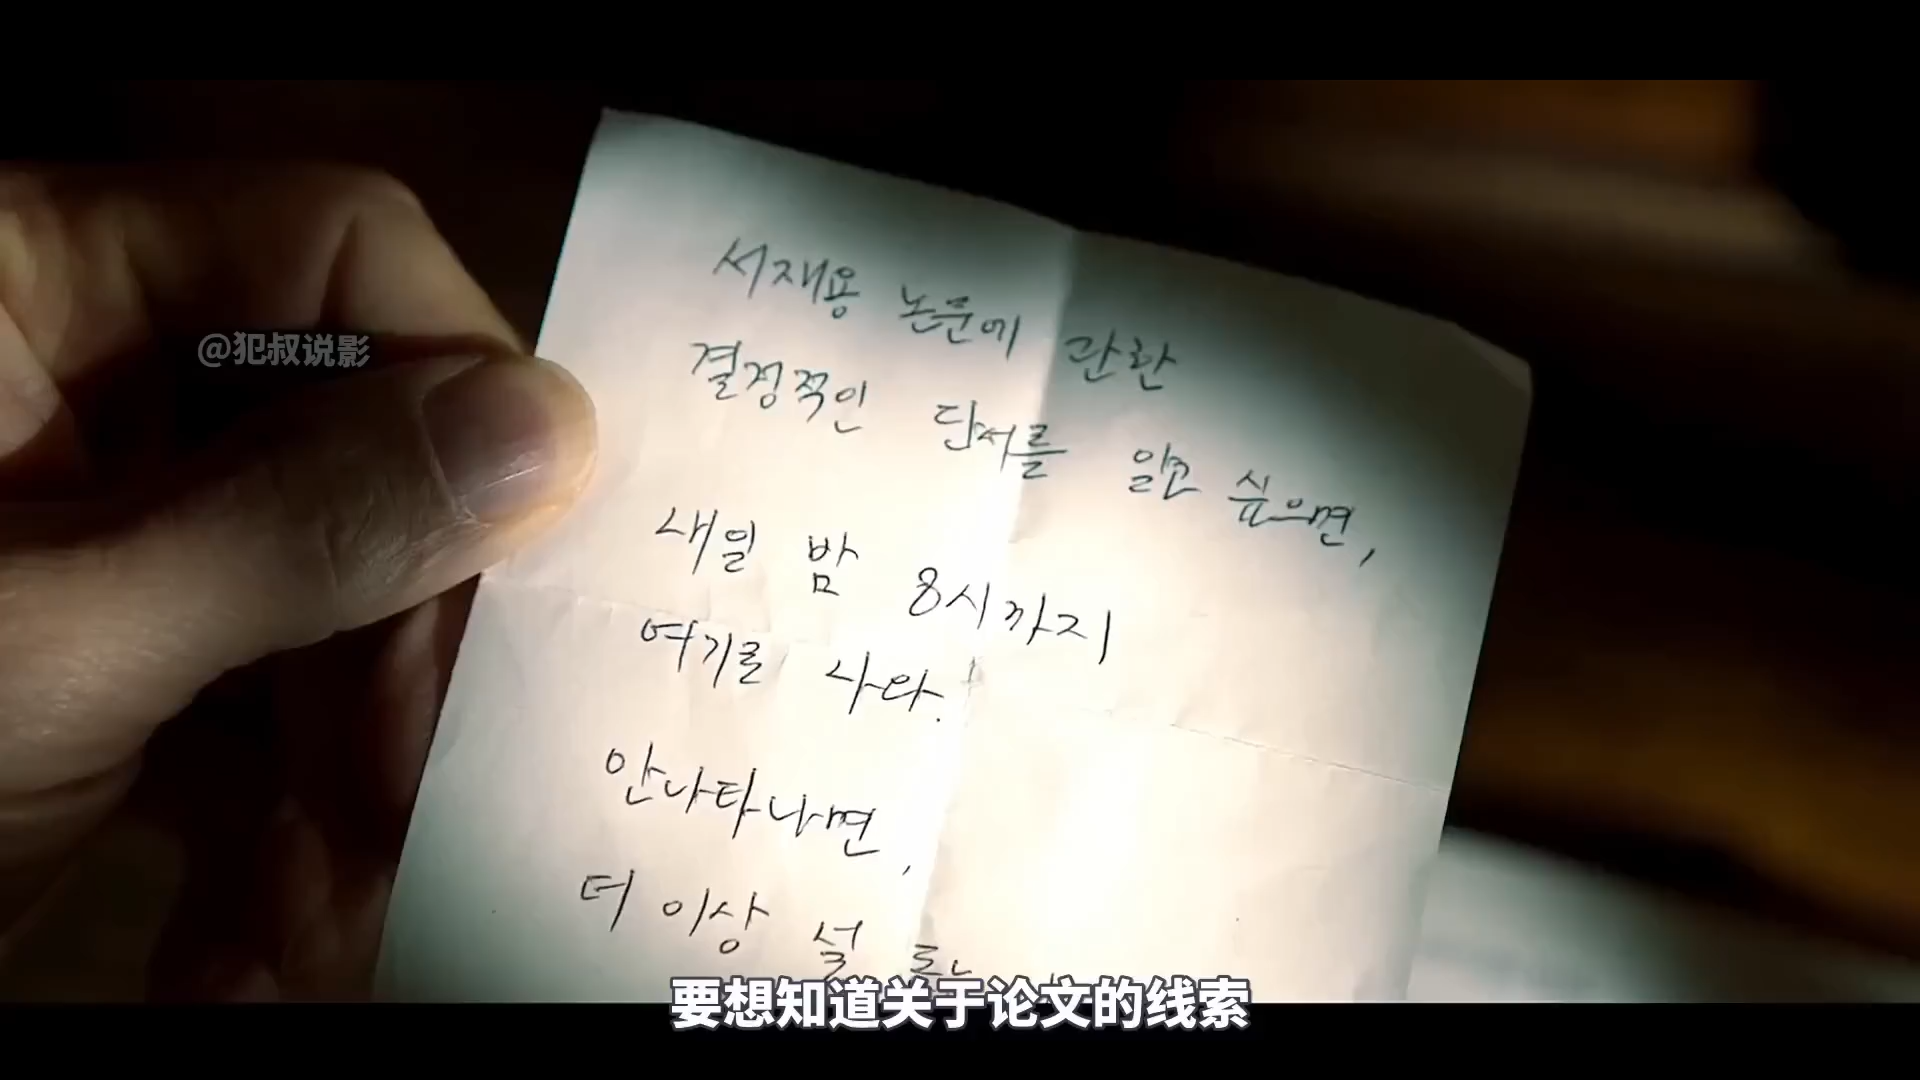 서재용 논문에 관한
결정적인 단서를 알고 싶으면,
@犯叔说影
내일 밤 8시까지
여기로 나와.
안나타나면,
더 이상
要想知道关于论文的线索